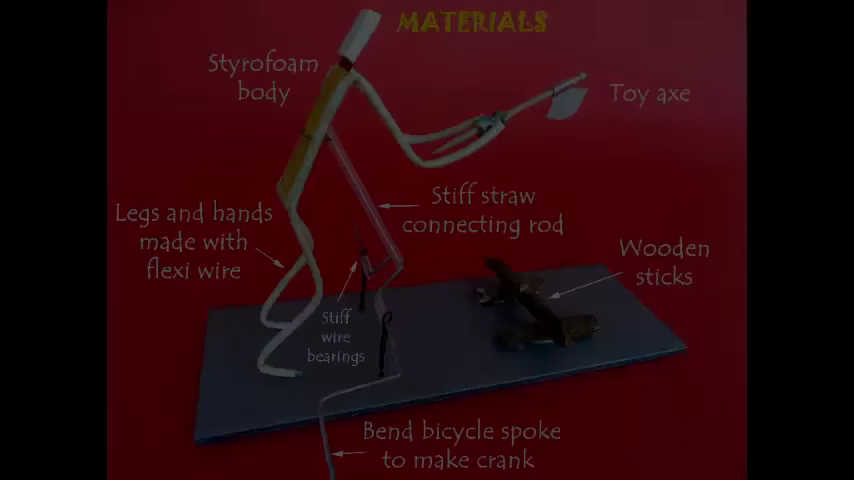 MATERIALS
Styrofoam
body
Toy axe
Stiff straw
connecting rod
Legs and hands
made with
flexi wire
Wooden
sticks
Stiff
wire
bearings
Bend bicycle spoke
to make crank